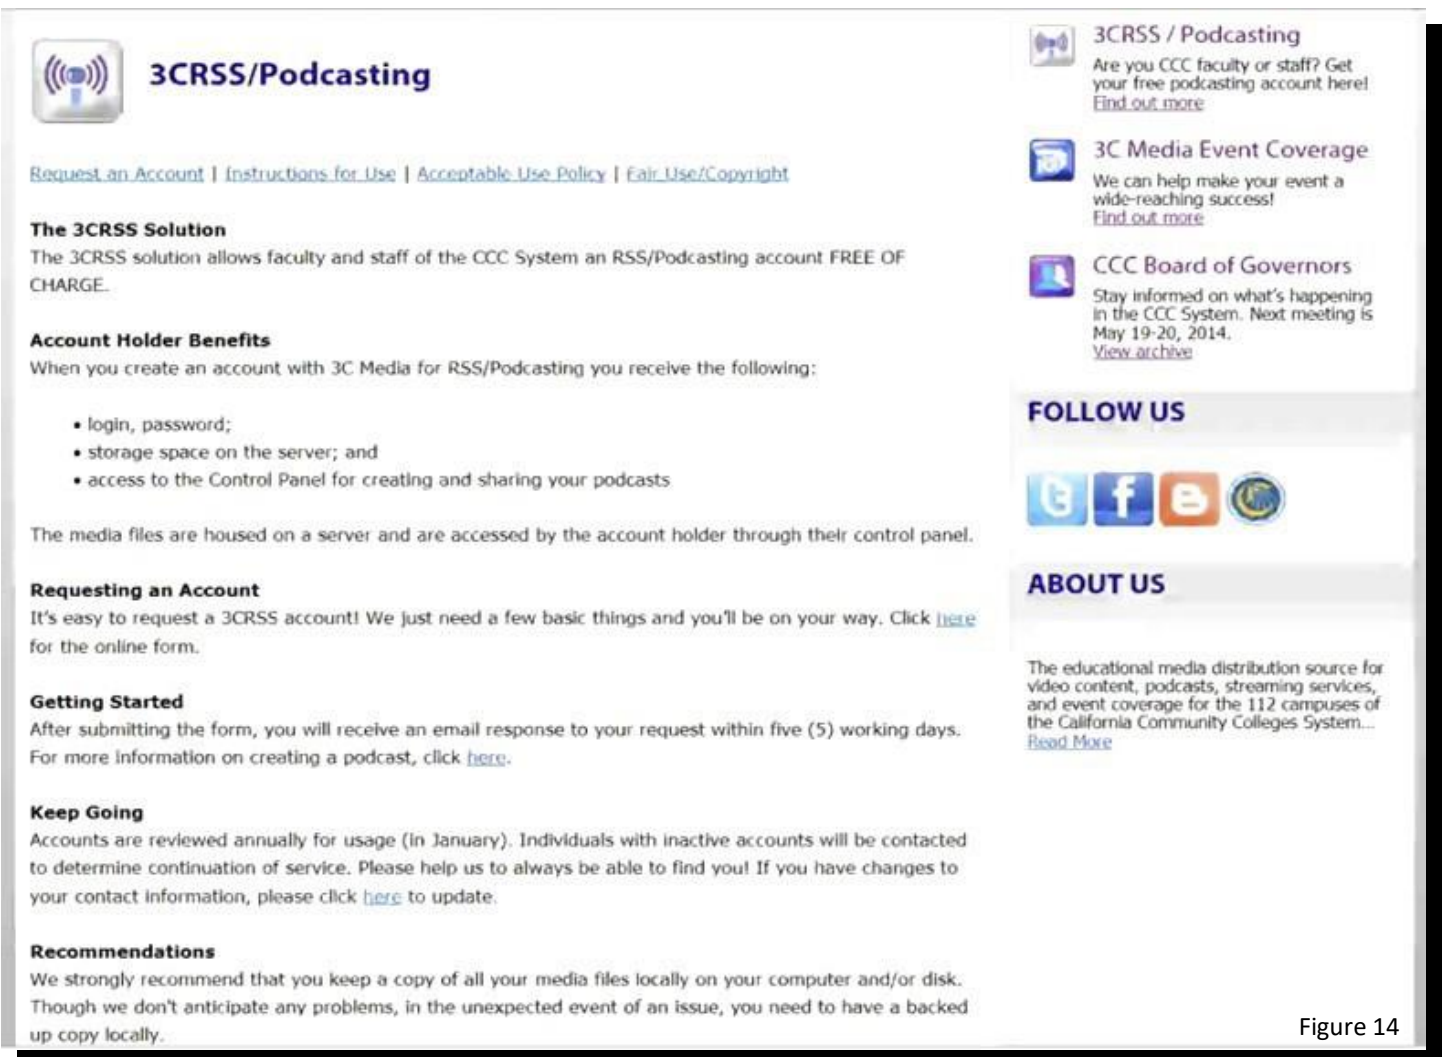 3CRSS/Podcasting
Request an Account | Instructions for Use | Acceptable Use Policy | Fair Use/Copyright
The 3CRSS Solution
The 3CRSS solution allows faculty and staff of the CCC System an RSS/Podcasting account FREE OF
CHARGE.
Account Holder Benefits
When you create an account with 3C Media for RSS/Podcasting you receive the following:
• login, password;
• storage space on the server; and
• access to the Control Panel for creating and sharing your podcasts
The media files are housed on a server and are accessed by the account holder through their control panel.
Requesting an Account
It's easy to request a 3CRSS account! We just need a few basic things and you'll be on your way. Click here
for the online form.
Getting Started
After submitting the form, you will receive an email response to your request within five (5) working days.
For more information on creating a podcast, click here.
Keep Going
Accounts are reviewed annually for usage (in January). Individuals with inactive accounts will be contacted
to determine continuation of service. Please help us to always be able to find you! If you have changes to
your contact information, please click here to update.
Recommendations
We strongly recommend that you keep a copy of all your media files locally on your computer and/or disk.
Though we don't anticipate any problems, in the unexpected event of an issue, you need to have a backed
up copy locally.
3CRSS / Podcasting
Are you CCC faculty or staff? Get
your free podcasting account here!
Find out more
3C Media Event Coverage
We can help make your event a
wide-reaching success!
Find out more
CCC Board of Governors
Stay informed on what's happening
in the CCC System. Next meeting is
May 19-20, 2014.
View archive
FOLLOW US
ABOUT US
The educational media distribution source for
video content, podcasts, streaming services,
and event coverage for the 112 campuses of
the California Community Colleges System...
Read More
Figure 14